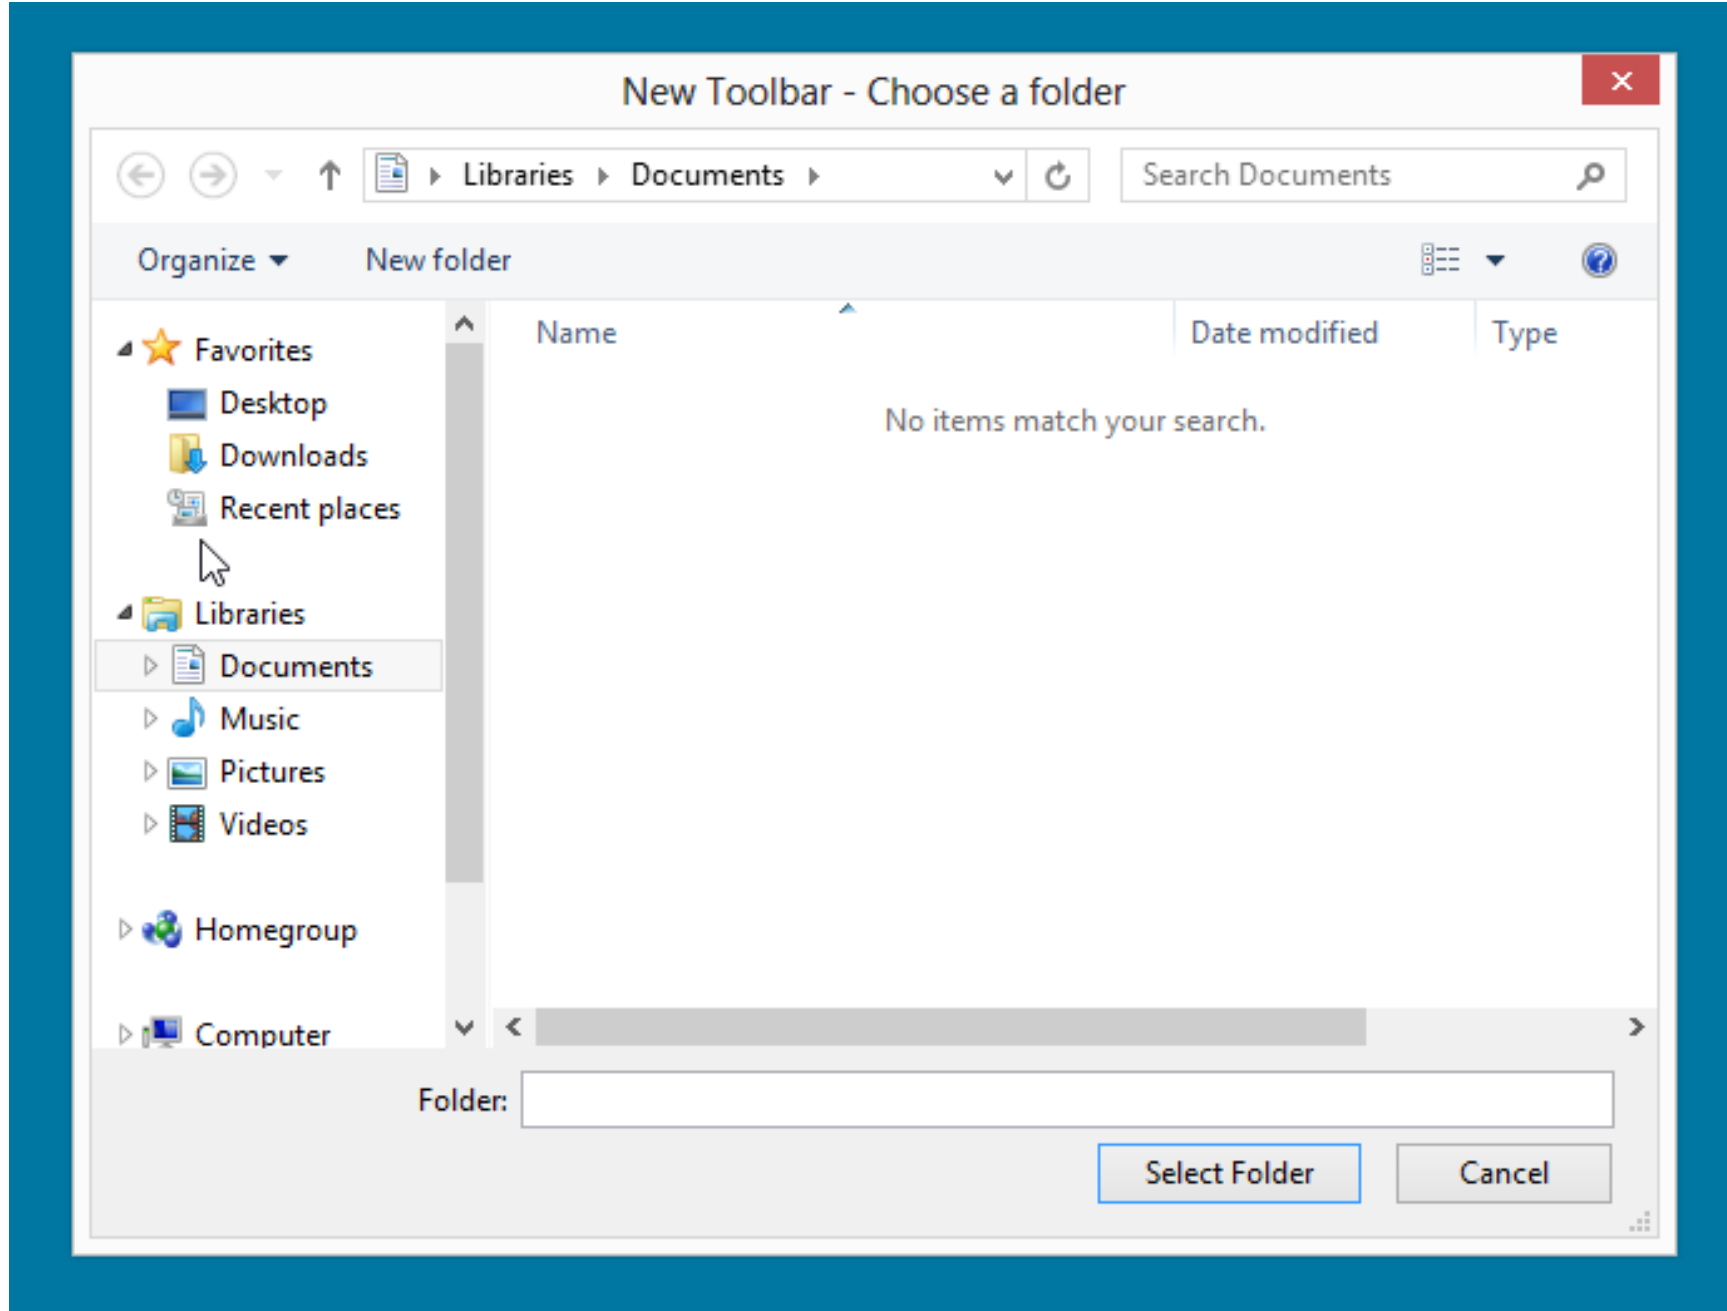 New Toolbar - Choose a folder
Libraries Documents
Search Documents
Organize New folder
Name Date modified Type
No items match your search.
Favorites
Desktop
Downloads
Recent places
Libraries
Documents
Music
Pictures
Videos
Homegroup
Computer
Folder:
Select Folder Cancel